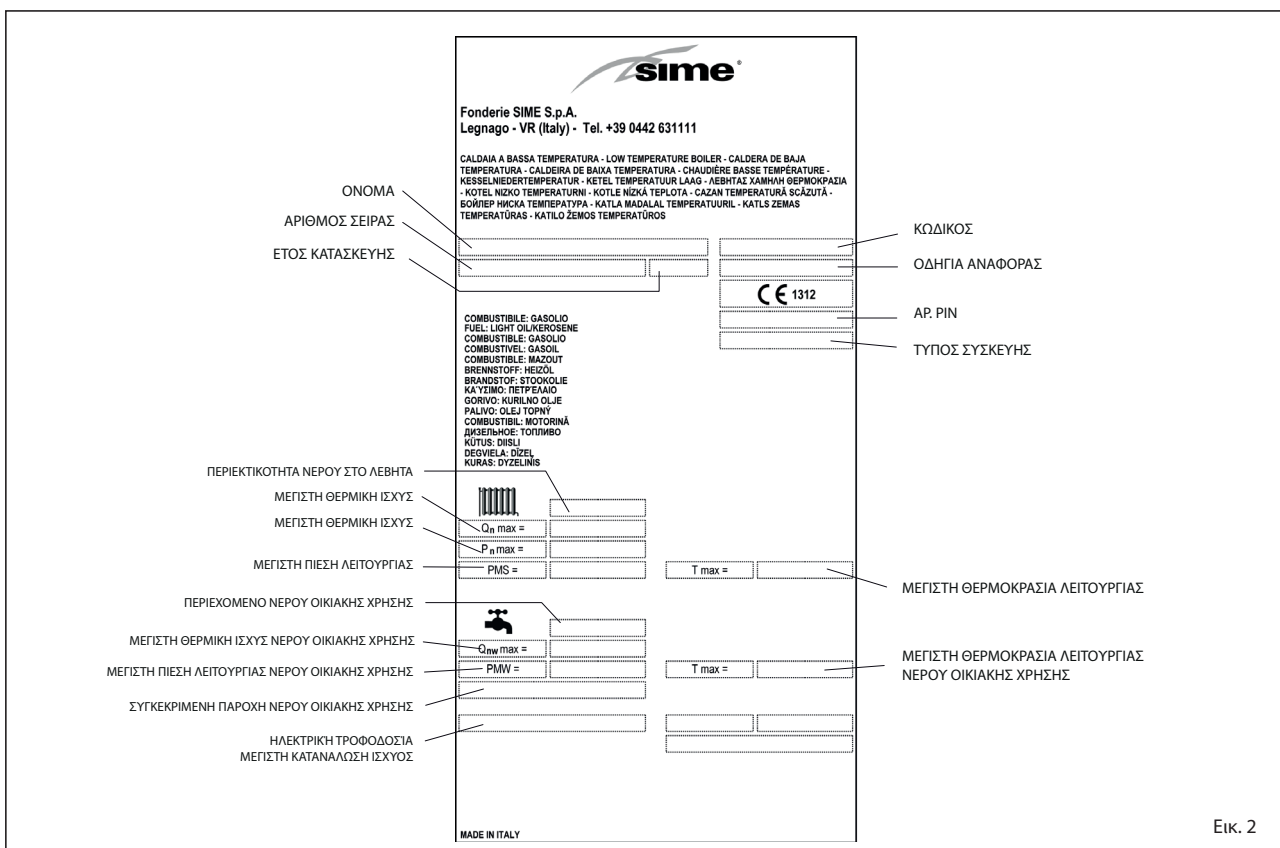 sime®
Fonderie SIME S.p.A.
Legnago - VR (Italy) - Tel. +39 0442 631111
CALDAIA A BASSA TEMPERATURA - LOW TEMPERATURE BOILER - CALDERA DE BAJA
TEMPERATURA - CALDEIRA DE BAIXA TEMPERATURA - CHAUDIÈRE BASSE TEMPÉRATURE -
KESSELNIEDERTEMPERATUR - KETEL TEMPERATUUR LAAG - ΛΕΒΗΤΑΣ ΧΑΜΗΛΗ ΘΕΡΜΟΚΡΑΣΙΑ
- KOTEL NIZKO TEMPERATURNI - KOTLE NÍZKÁ TEPLOTA - CAZAN TEMPERATURĂ SCĂZUTĂ -
БОЙЛЕР НИСКА ТЕМПЕРАТУРА - KATLA MADALAL TEMPERATUURIL - KATLS ZEMAS
TEMPERATŪRAS - KATILO ŽEMOS TEMPERATŪROS
ΟΝΟΜΑ
ΑΡΙΘΜΟΣ ΣΕΙΡΑΣ
ΕΤΟΣ ΚΑΤΑΣΚΕΥΗΣ
ΚΩΔΙΚΟΣ
ΟΔΗΓΙΑ ΑΝΑΦΟΡΑΣ
CE 1312
ΑΡ. PIN
ΤΥΠΟΣ ΣΥΣΚΕΥΗΣ
COMBUSTIBILE: GASOLIO
FUEL: LIGHT OIL/KEROSENE
COMBUSTIBLE: GASOLIO
COMBUSTIVEL: GASOIL
COMBUSTIBLE: MAZOUT
BRENNSTOFF: HEIZÖL
BRANDSTOF: STOOKOLIE
ΚΑΎΣΙΜΟ: ΠΕΤΡΈΛΑΙΟ
GORIVO: KURILNO OLJE
PALIVO: OLEJ TOPNÝ
COMBUSTIBIL: MOTORINĂ
ДИЗЕЛЬНОЕ: ТОПЛИВО
KÜTUS: DIISLI
DEGVIELA: DĪZEĻ
KURAS: DYZELINĪS
ΠΕΡΙΕΚΤΙΚΟΤΗΤΑ ΝΕΡΟΥ ΣΤΟ ΛΕΒΗΤΑ
ΜΕΓΙΣΤΗ ΘΕΡΜΙΚΗ ΙΣΧΥΣ
Qn max =
ΜΕΓΙΣΤΗ ΘΕΡΜΙΚΗ ΙΣΧΥΣ
Pn max =
ΜΕΓΙΣΤΗ ΠΙΕΣΗ ΛΕΙΤΟΥΡΓΙΑΣ
PMS =
T max =
ΜΕΓΙΣΤΗ ΘΕΡΜΟΚΡΑΣΙΑ ΛΕΙΤΟΥΡΓΙΑΣ
ΠΕΡΙΕΧΟΜΕΝΟ ΝΕΡΟΥ ΟΙΚΙΑΚΗΣ ΧΡΗΣΗΣ
ΜΕΓΙΣΤΗ ΘΕΡΜΙΚΗ ΙΣΧΥΣ ΝΕΡΟΥ ΟΙΚΙΑΚΗΣ ΧΡΗΣΗΣ
Qnw max =
ΜΕΓΙΣΤΗ ΠΙΕΣΗ ΛΕΙΤΟΥΡΓΙΑΣ ΝΕΡΟΥ ΟΙΚΙΑΚΗΣ ΧΡΗΣΗΣ
PMW =
T max =
ΜΕΓΙΣΤΗ ΘΕΡΜΟΚΡΑΣΙΑ ΛΕΙΤΟΥΡΓΙΑΣ
ΝΕΡΟΥ ΟΙΚΙΑΚΗΣ ΧΡΗΣΗΣ
ΣΥΓΚΕΚΡΙΜΕΝΗ ΠΑΡΟΧΗ ΝΕΡΟΥ ΟΙΚΙΑΚΗΣ ΧΡΗΣΗΣ
ΗΛΕΚΤΡΙΚΉ ΤΡΟΦΟΔΟΣΊΑ
ΜΕΓΙΣΤΗ ΚΑΤΑΝΑΛΩΣΗ ΙΣΧΥΟΣ
MADE IN ITALY
Εικ. 2